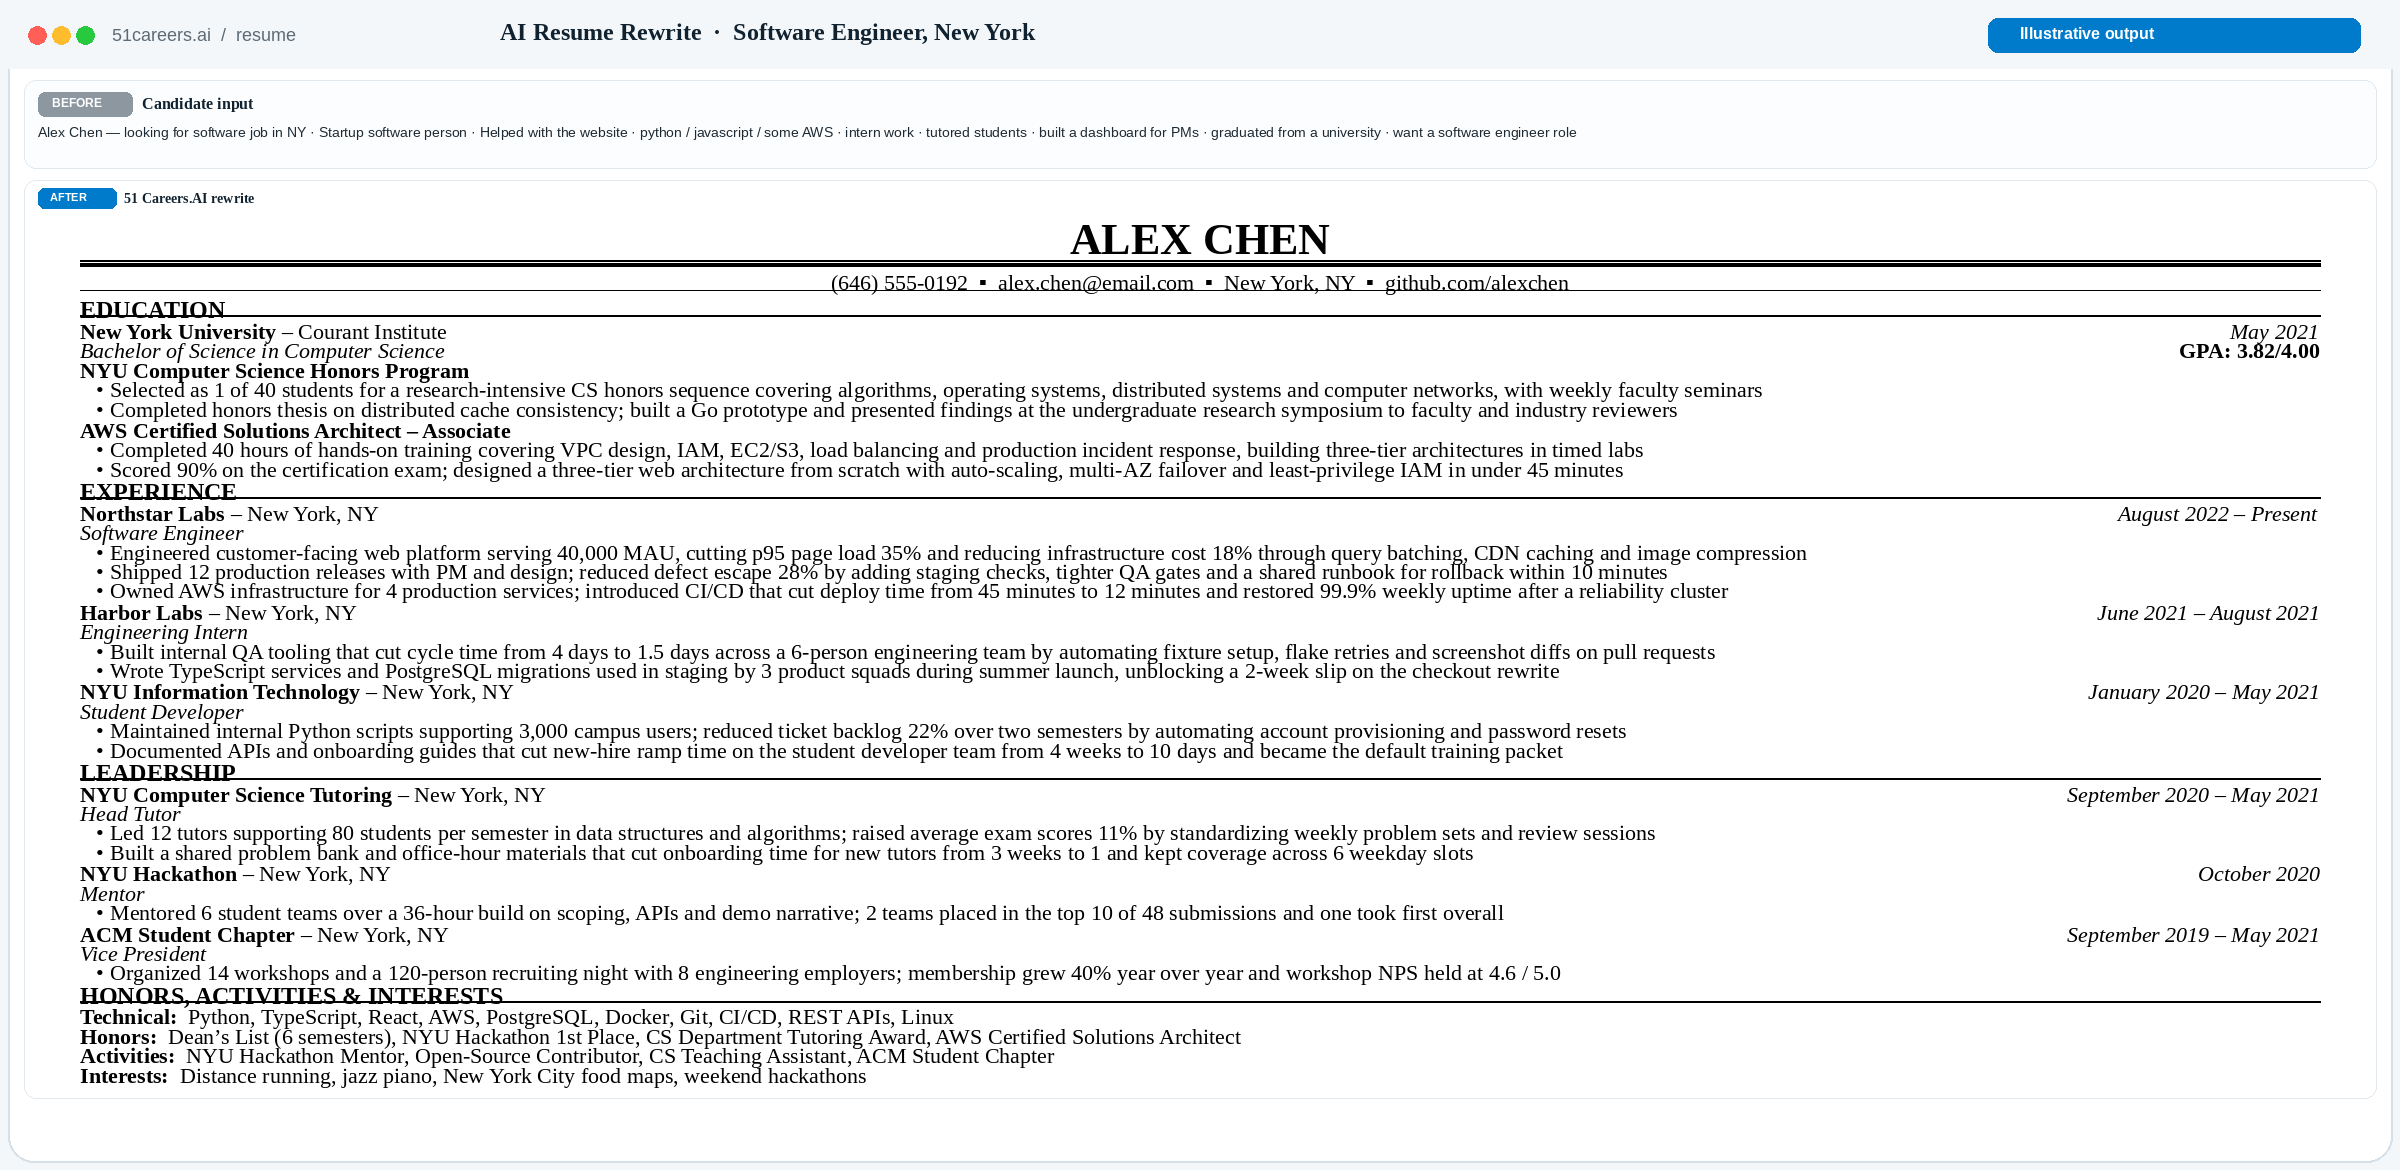 51careers.ai / resume
AI Resume Rewrite · Software Engineer, New York
Illustrative output
BEFORE Candidate input
Alex Chen — looking for software job in NY · Startup software person · Helped with the website · python / javascript / some AWS · intern work · tutored students · built a dashboard for PMs · graduated from a university · want a software engineer role
AFTER 51 Careers.AI rewrite
ALEX CHEN
(646) 555-0192 ▪ alex.chen@email.com ▪ New York, NY ▪ github.com/alexchen
EDUCATION
New York University – Courant Institute May 2021
Bachelor of Science in Computer Science GPA: 3.82/4.00
NYU Computer Science Honors Program
• Selected as 1 of 40 students for a research-intensive CS honors sequence covering algorithms, operating systems, distributed systems and computer networks, with weekly faculty seminars
• Completed honors thesis on distributed cache consistency; built a Go prototype and presented findings at the undergraduate research symposium to faculty and industry reviewers
AWS Certified Solutions Architect – Associate
• Completed 40 hours of hands-on training covering VPC design, IAM, EC2/S3, load balancing and production incident response, building three-tier architectures in timed labs
• Scored 90% on the certification exam; designed a three-tier web architecture from scratch with auto-scaling, multi-AZ failover and least-privilege IAM in under 45 minutes
EXPERIENCE
Northstar Labs – New York, NY August 2022 – Present
Software Engineer
• Engineered customer-facing web platform serving 40,000 MAU, cutting p95 page load 35% and reducing infrastructure cost 18% through query batching, CDN caching and image compression
• Shipped 12 production releases with PM and design; reduced defect escape 28% by adding staging checks, tighter QA gates and a shared runbook for rollback within 10 minutes
• Owned AWS infrastructure for 4 production services; introduced CI/CD that cut deploy time from 45 minutes to 12 minutes and restored 99.9% weekly uptime after a reliability cluster
Harbor Labs – New York, NY June 2021 – August 2021
Engineering Intern
• Built internal QA tooling that cut cycle time from 4 days to 1.5 days across a 6-person engineering team by automating fixture setup, flake retries and screenshot diffs on pull requests
• Wrote TypeScript services and PostgreSQL migrations used in staging by 3 product squads during summer launch, unblocking a 2-week slip on the checkout rewrite
NYU Information Technology – New York, NY January 2020 – May 2021
Student Developer
• Maintained internal Python scripts supporting 3,000 campus users; reduced ticket backlog 22% over two semesters by automating account provisioning and password resets
• Documented APIs and onboarding guides that cut new-hire ramp time on the student developer team from 4 weeks to 10 days and became the default training packet
LEADERSHIP
NYU Computer Science Tutoring – New York, NY September 2020 – May 2021
Head Tutor
• Led 12 tutors supporting 80 students per semester in data structures and algorithms; raised average exam scores 11% by standardizing weekly problem sets and review sessions
• Built a shared problem bank and office-hour materials that cut onboarding time for new tutors from 3 weeks to 1 and kept coverage across 6 weekday slots
NYU Hackathon – New York, NY October 2020
Mentor
• Mentored 6 student teams over a 36-hour build on scoping, APIs and demo narrative; 2 teams placed in the top 10 of 48 submissions and one took first overall
ACM Student Chapter – New York, NY September 2019 – May 2021
Vice President
• Organized 14 workshops and a 120-person recruiting night with 8 engineering employers; membership grew 40% year over year and workshop NPS held at 4.6 / 5.0
HONORS, ACTIVITIES & INTERESTS
Technical: Python, TypeScript, React, AWS, PostgreSQL, Docker, Git, CI/CD, REST APIs, Linux
Honors: Dean’s List (6 semesters), NYU Hackathon 1st Place, CS Department Tutoring Award, AWS Certified Solutions Architect
Activities: NYU Hackathon Mentor, Open-Source Contributor, CS Teaching Assistant, ACM Student Chapter
Interests: Distance running, jazz piano, New York City food maps, weekend hackathons